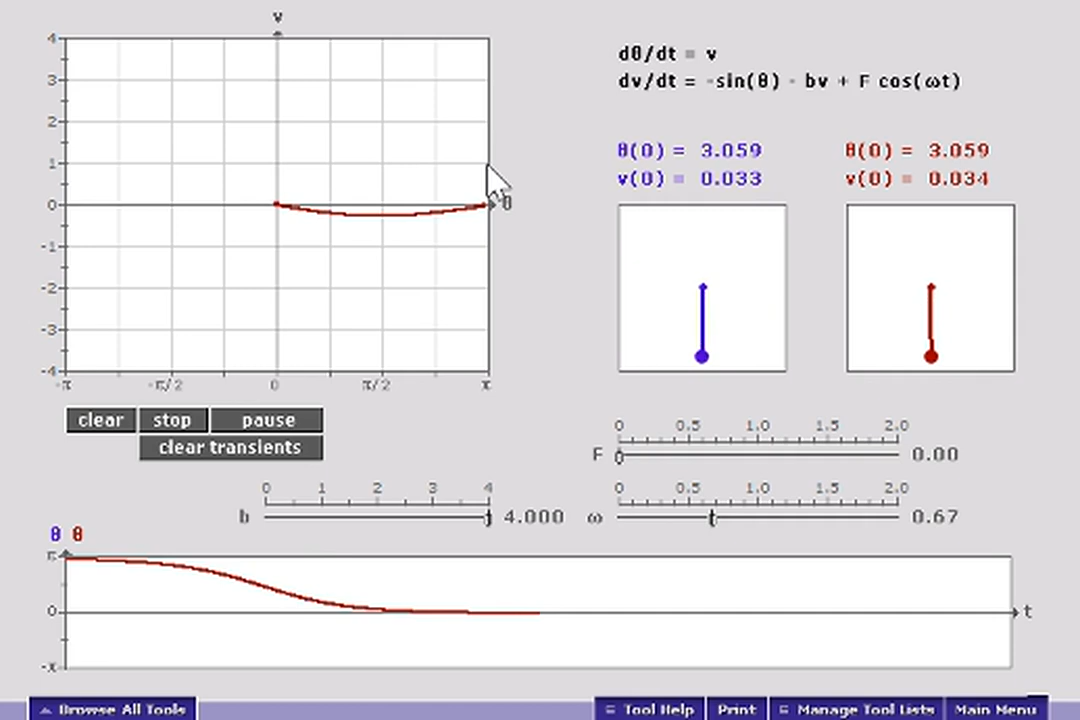 v
4
3
2
1
0
-1
-2
-3
-4
θ
-π -π/2 0 π/2 π
dθ/dt = v
dv/dt = -sin(θ) - bv + F cos(ωt)
θ(0) = 3.059
v(0) = 0.033
θ(0) = 3.059
v(0) = 0.034
clear stop pause
clear transients
0 0.5 1.0 1.5 2.0
F 0.00
0 1 2 3 4
b 4.000
0 0.5 1.0 1.5 2.0
ω 0.67
θ θ
π
0
-π
t
Browse All Tools
Tool Help Print Manage Tool Lists Main Menu